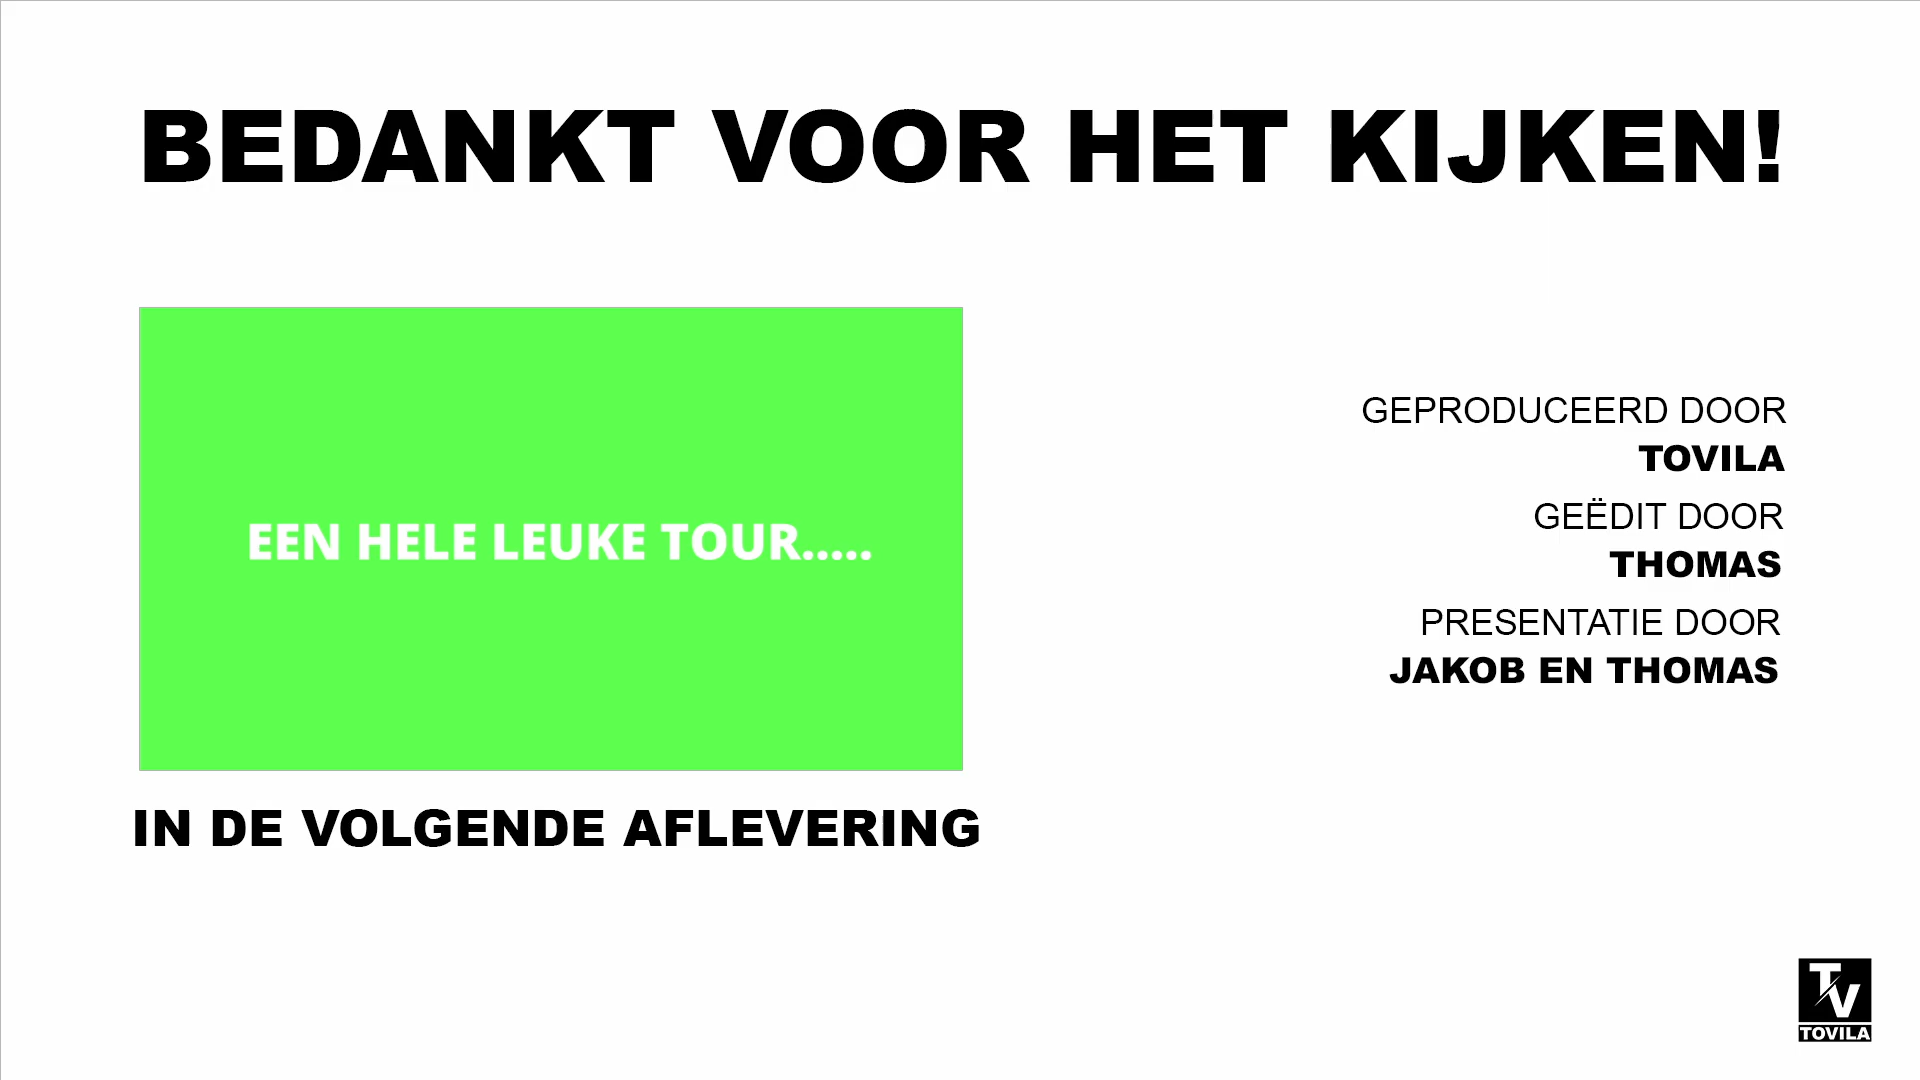 BEDANKT VOOR HET KIJKEN!
EEN HELE LEUKE TOUR.....
IN DE VOLGENDE AFLEVERING
GEPRODUCEERD DOOR
TOVILA
GEËDIT DOOR
THOMAS
PRESENTATIE DOOR
JAKOB EN THOMAS
TV
TOVILA